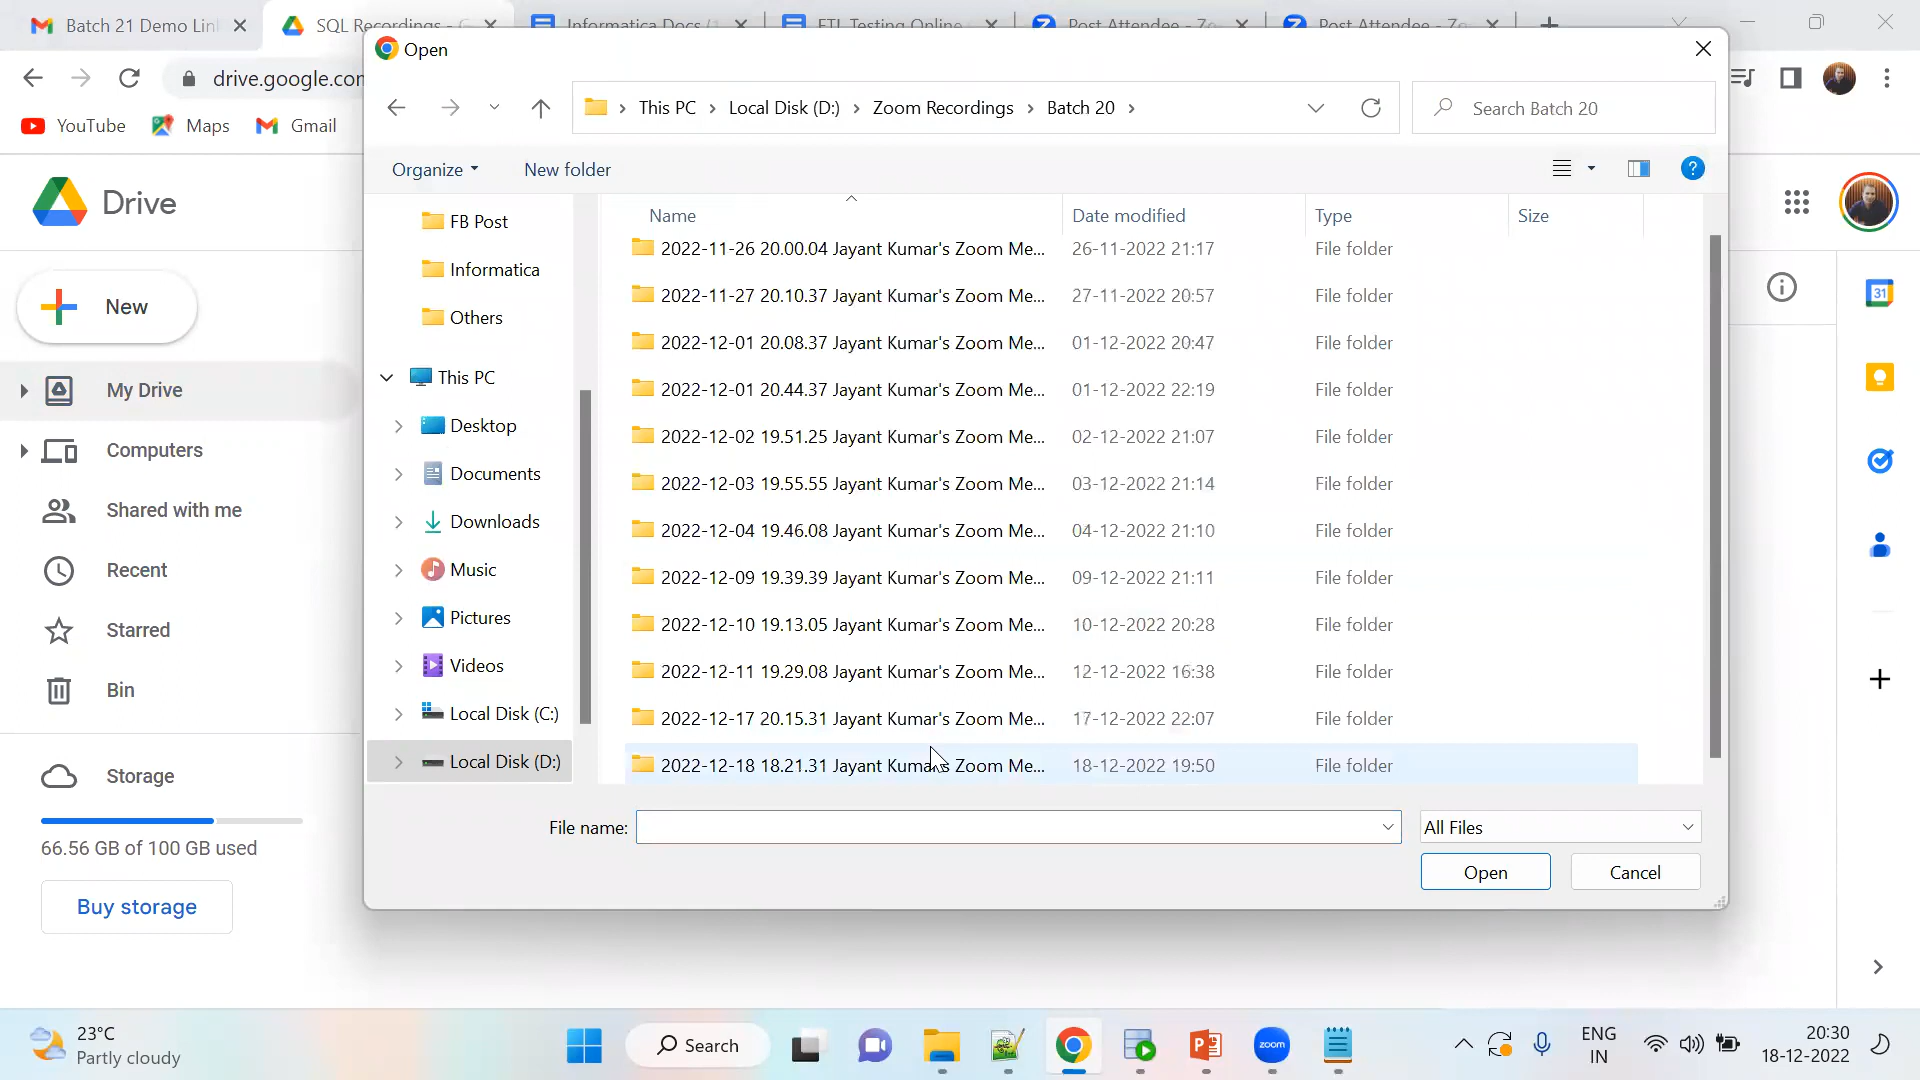 Batch 21 Demo Lin
SQL Recordings - G
Informatica Docs (1
ETL Testing Online
Post Attendee - Zo
Post Attendee - Zo
drive.google.com
YouTube
Maps
Gmail
Open
This PC > Local Disk (D:) > Zoom Recordings > Batch 20 >
Search Batch 20
Organize
New folder
Drive
New
My Drive
Computers
Shared with me
Recent
Starred
Bin
Storage
66.56 GB of 100 GB used
Buy storage
FB Post
Informatica
Others
This PC
Desktop
Documents
Downloads
Music
Pictures
Videos
Local Disk (C:)
Local Disk (D:)
Name Date modified Type Size
2022-11-26 20.00.04 Jayant Kumar's Zoom Me... 26-11-2022 21:17 File folder
2022-11-27 20.10.37 Jayant Kumar's Zoom Me... 27-11-2022 20:57 File folder
2022-12-01 20.08.37 Jayant Kumar's Zoom Me... 01-12-2022 20:47 File folder
2022-12-01 20.44.37 Jayant Kumar's Zoom Me... 01-12-2022 22:19 File folder
2022-12-02 19.51.25 Jayant Kumar's Zoom Me... 02-12-2022 21:07 File folder
2022-12-03 19.55.55 Jayant Kumar's Zoom Me... 03-12-2022 21:14 File folder
2022-12-04 19.46.08 Jayant Kumar's Zoom Me... 04-12-2022 21:10 File folder
2022-12-09 19.39.39 Jayant Kumar's Zoom Me... 09-12-2022 21:11 File folder
2022-12-10 19.13.05 Jayant Kumar's Zoom Me... 10-12-2022 20:28 File folder
2022-12-11 19.29.08 Jayant Kumar's Zoom Me... 12-12-2022 16:38 File folder
2022-12-17 20.15.31 Jayant Kumar's Zoom Me... 17-12-2022 22:07 File folder
2022-12-18 18.21.31 Jayant Kumar's Zoom Me... 18-12-2022 19:50 File folder
File name:
All Files
Open
Cancel
31
23°C
Partly cloudy
Search
zoom
ENG
IN
20:30
18-12-2022